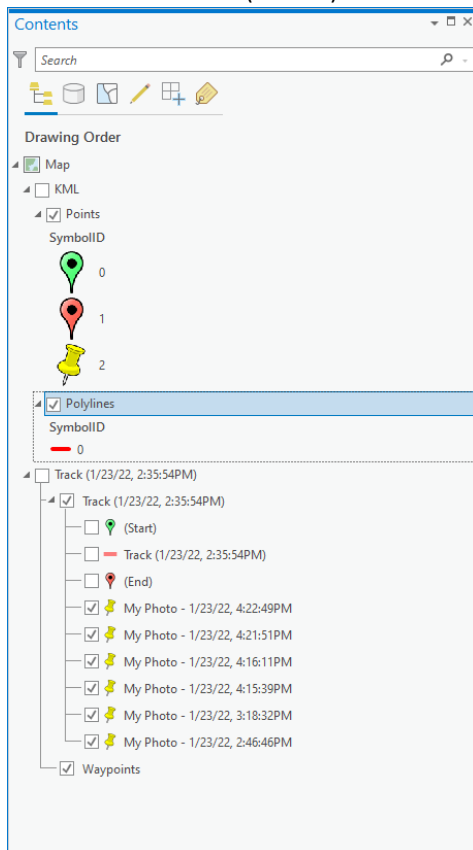 Contents
Search
Drawing Order
Map
KML
Points
SymbolID
0
1
2
Polylines
SymbolID
0
Track (1/23/22, 2:35:54PM)
Track (1/23/22, 2:35:54PM)
(Start)
Track (1/23/22, 2:35:54PM)
(End)
My Photo - 1/23/22, 4:22:49PM
My Photo - 1/23/22, 4:21:51PM
My Photo - 1/23/22, 4:16:11PM
My Photo - 1/23/22, 4:15:39PM
My Photo - 1/23/22, 3:18:32PM
My Photo - 1/23/22, 2:46:46PM
Waypoints